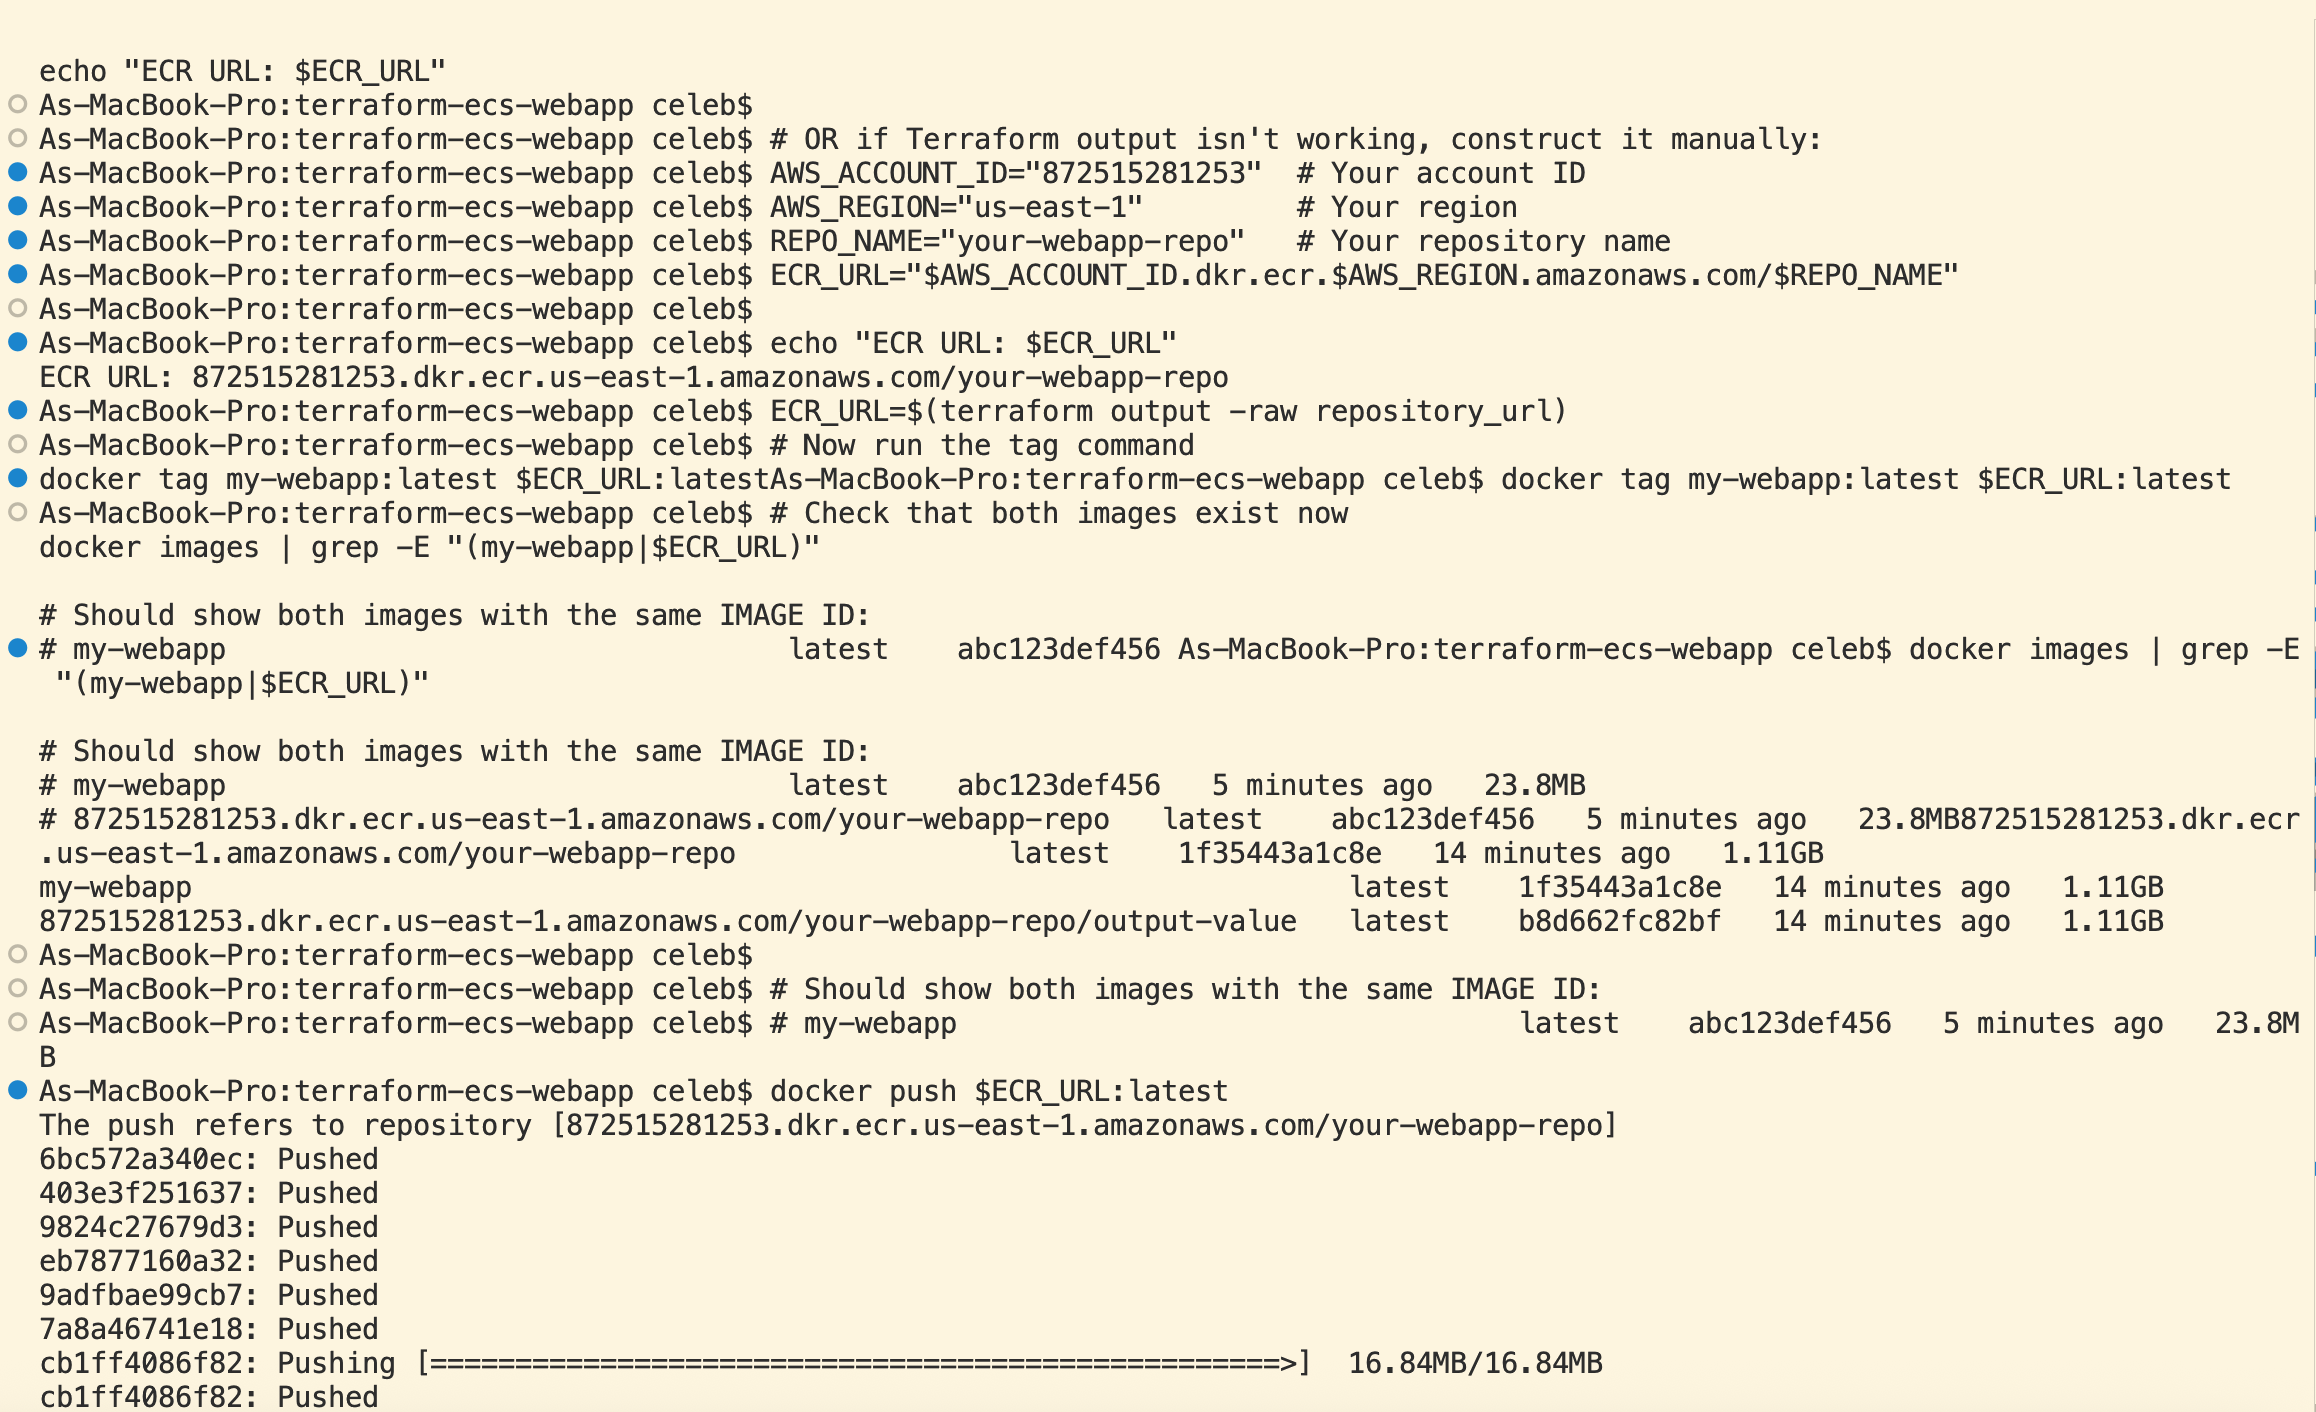 echo "ECR URL: $ECR_URL"
As-MacBook-Pro:terraform-ecs-webapp celeb$
As-MacBook-Pro:terraform-ecs-webapp celeb$ # OR if Terraform output isn't working, construct it manually:
As-MacBook-Pro:terraform-ecs-webapp celeb$ AWS_ACCOUNT_ID="872515281253"  # Your account ID
As-MacBook-Pro:terraform-ecs-webapp celeb$ AWS_REGION="us-east-1"         # Your region
As-MacBook-Pro:terraform-ecs-webapp celeb$ REPO_NAME="your-webapp-repo"   # Your repository name
As-MacBook-Pro:terraform-ecs-webapp celeb$ ECR_URL="$AWS_ACCOUNT_ID.dkr.ecr.$AWS_REGION.amazonaws.com/$REPO_NAME"
As-MacBook-Pro:terraform-ecs-webapp celeb$
As-MacBook-Pro:terraform-ecs-webapp celeb$ echo "ECR URL: $ECR_URL"
ECR URL: 872515281253.dkr.ecr.us-east-1.amazonaws.com/your-webapp-repo
As-MacBook-Pro:terraform-ecs-webapp celeb$ ECR_URL=$(terraform output -raw repository_url)
As-MacBook-Pro:terraform-ecs-webapp celeb$ # Now run the tag command
docker tag my-webapp:latest $ECR_URL:latestAs-MacBook-Pro:terraform-ecs-webapp celeb$ docker tag my-webapp:latest $ECR_URL:latest
As-MacBook-Pro:terraform-ecs-webapp celeb$ # Check that both images exist now
docker images | grep -E "(my-webapp|$ECR_URL)"
# Should show both images with the same IMAGE ID:
# my-webapp                                 latest    abc123def456 As-MacBook-Pro:terraform-ecs-webapp celeb$ docker images | grep -E
 "(my-webapp|$ECR_URL)"
# Should show both images with the same IMAGE ID:
# my-webapp                                 latest    abc123def456   5 minutes ago   23.8MB
# 872515281253.dkr.ecr.us-east-1.amazonaws.com/your-webapp-repo   latest    abc123def456   5 minutes ago   23.8MB872515281253.dkr.ecr
.us-east-1.amazonaws.com/your-webapp-repo                latest    1f35443a1c8e   14 minutes ago   1.11GB
my-webapp                                                                    latest    1f35443a1c8e   14 minutes ago   1.11GB
872515281253.dkr.ecr.us-east-1.amazonaws.com/your-webapp-repo/output-value   latest    b8d662fc82bf   14 minutes ago   1.11GB
As-MacBook-Pro:terraform-ecs-webapp celeb$
As-MacBook-Pro:terraform-ecs-webapp celeb$ # Should show both images with the same IMAGE ID:
As-MacBook-Pro:terraform-ecs-webapp celeb$ # my-webapp                                 latest    abc123def456   5 minutes ago   23.8M
B
As-MacBook-Pro:terraform-ecs-webapp celeb$ docker push $ECR_URL:latest
The push refers to repository [872515281253.dkr.ecr.us-east-1.amazonaws.com/your-webapp-repo]
6bc572a340ec: Pushed
403e3f251637: Pushed
9824c27679d3: Pushed
eb7877160a32: Pushed
9adfbae99cb7: Pushed
7a8a46741e18: Pushed
cb1ff4086f82: Pushing [==================================================>]  16.84MB/16.84MB
cb1ff4086f82: Pushed